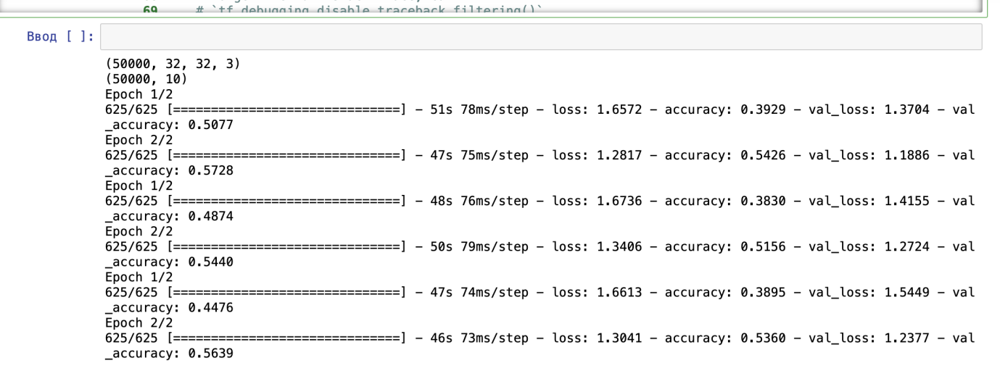 69 # `tf.debugging.disable_traceback_filtering()`
Ввод [ ]:
(50000, 32, 32, 3)
(50000, 10)
Epoch 1/2
625/625 [==============================] - 51s 78ms/step - loss: 1.6572 - accuracy: 0.3929 - val_loss: 1.3704 - val
_accuracy: 0.5077
Epoch 2/2
625/625 [==============================] - 47s 75ms/step - loss: 1.2817 - accuracy: 0.5426 - val_loss: 1.1886 - val
_accuracy: 0.5728
Epoch 1/2
625/625 [==============================] - 48s 76ms/step - loss: 1.6736 - accuracy: 0.3830 - val_loss: 1.4155 - val
_accuracy: 0.4874
Epoch 2/2
625/625 [==============================] - 50s 79ms/step - loss: 1.3406 - accuracy: 0.5156 - val_loss: 1.2724 - val
_accuracy: 0.5440
Epoch 1/2
625/625 [==============================] - 47s 74ms/step - loss: 1.6613 - accuracy: 0.3895 - val_loss: 1.5449 - val
_accuracy: 0.4476
Epoch 2/2
625/625 [==============================] - 46s 73ms/step - loss: 1.3041 - accuracy: 0.5360 - val_loss: 1.2377 - val
_accuracy: 0.5639